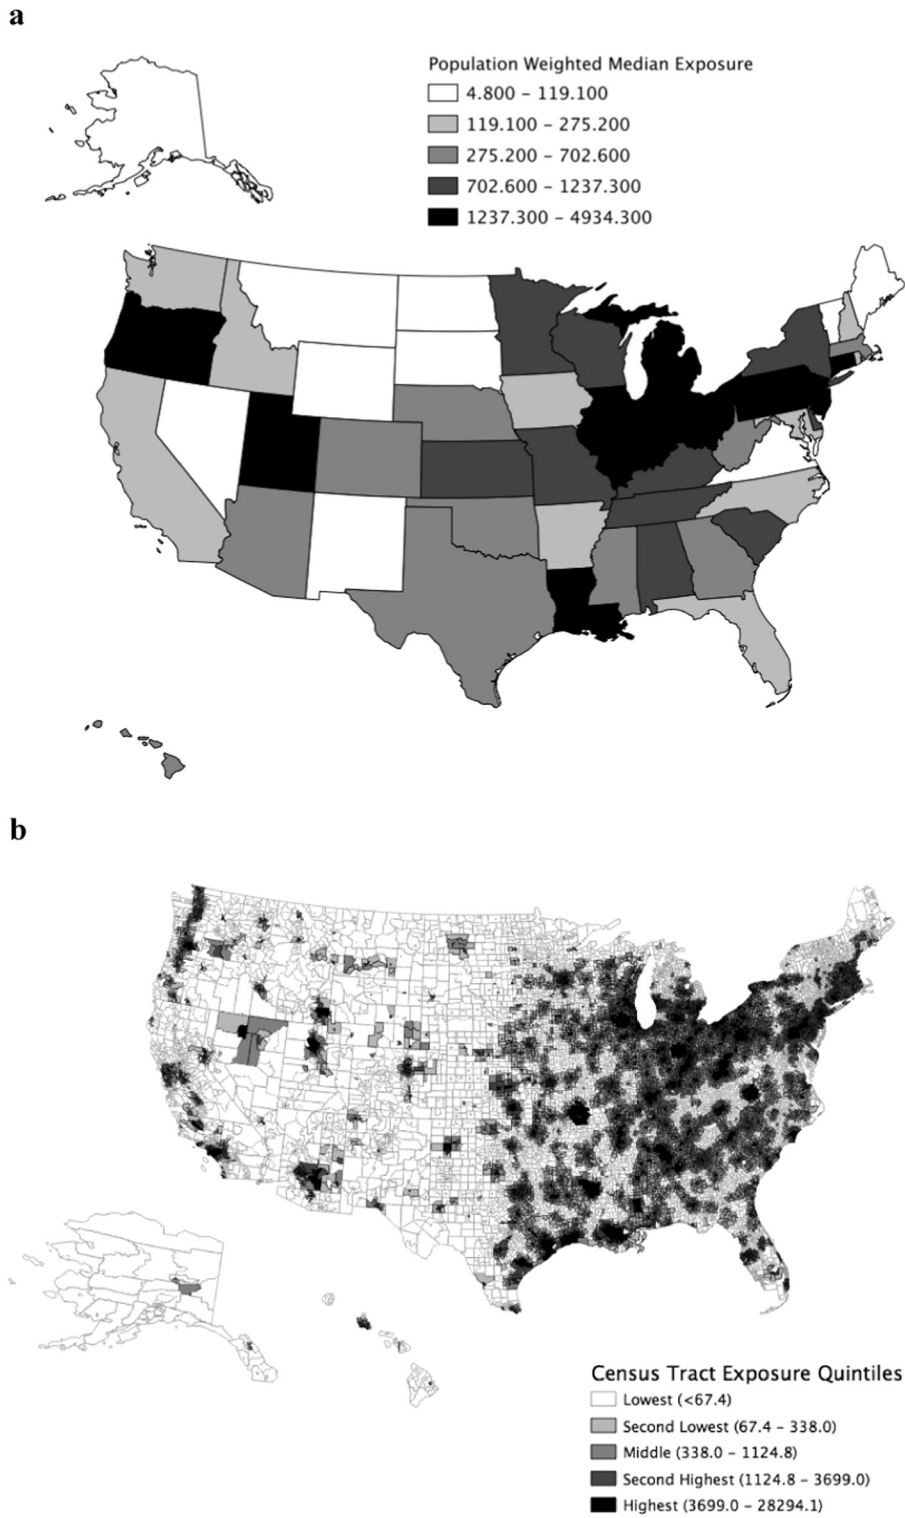 a
Population Weighted Median Exposure
4.800 – 119.100
119.100 – 275.200
275.200 – 702.600
702.600 – 1237.300
1237.300 – 4934.300
b
Census Tract Exposure Quintiles
Lowest (<67.4)
Second Lowest (67.4 – 338.0)
Middle (338.0 – 1124.8)
Second Highest (1124.8 – 3699.0)
Highest (3699.0 – 28294.1)